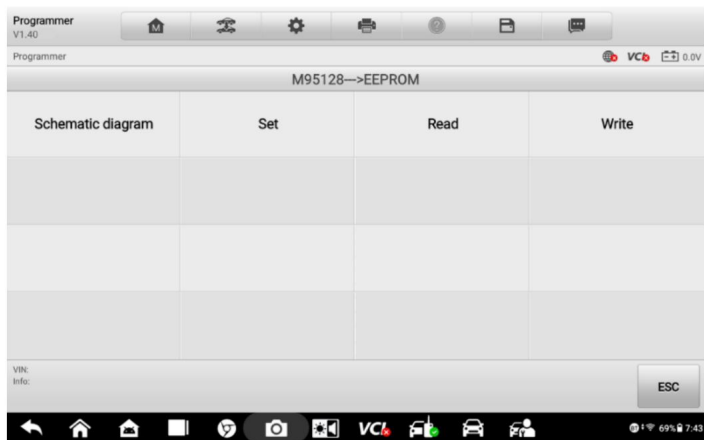 Programmer
V1.40
M
Programmer
VCI 0.0V
M95128--->EEPROM
Schematic diagram Set Read Write
VIN:
Info:
ESC
VCI 69% 7:43